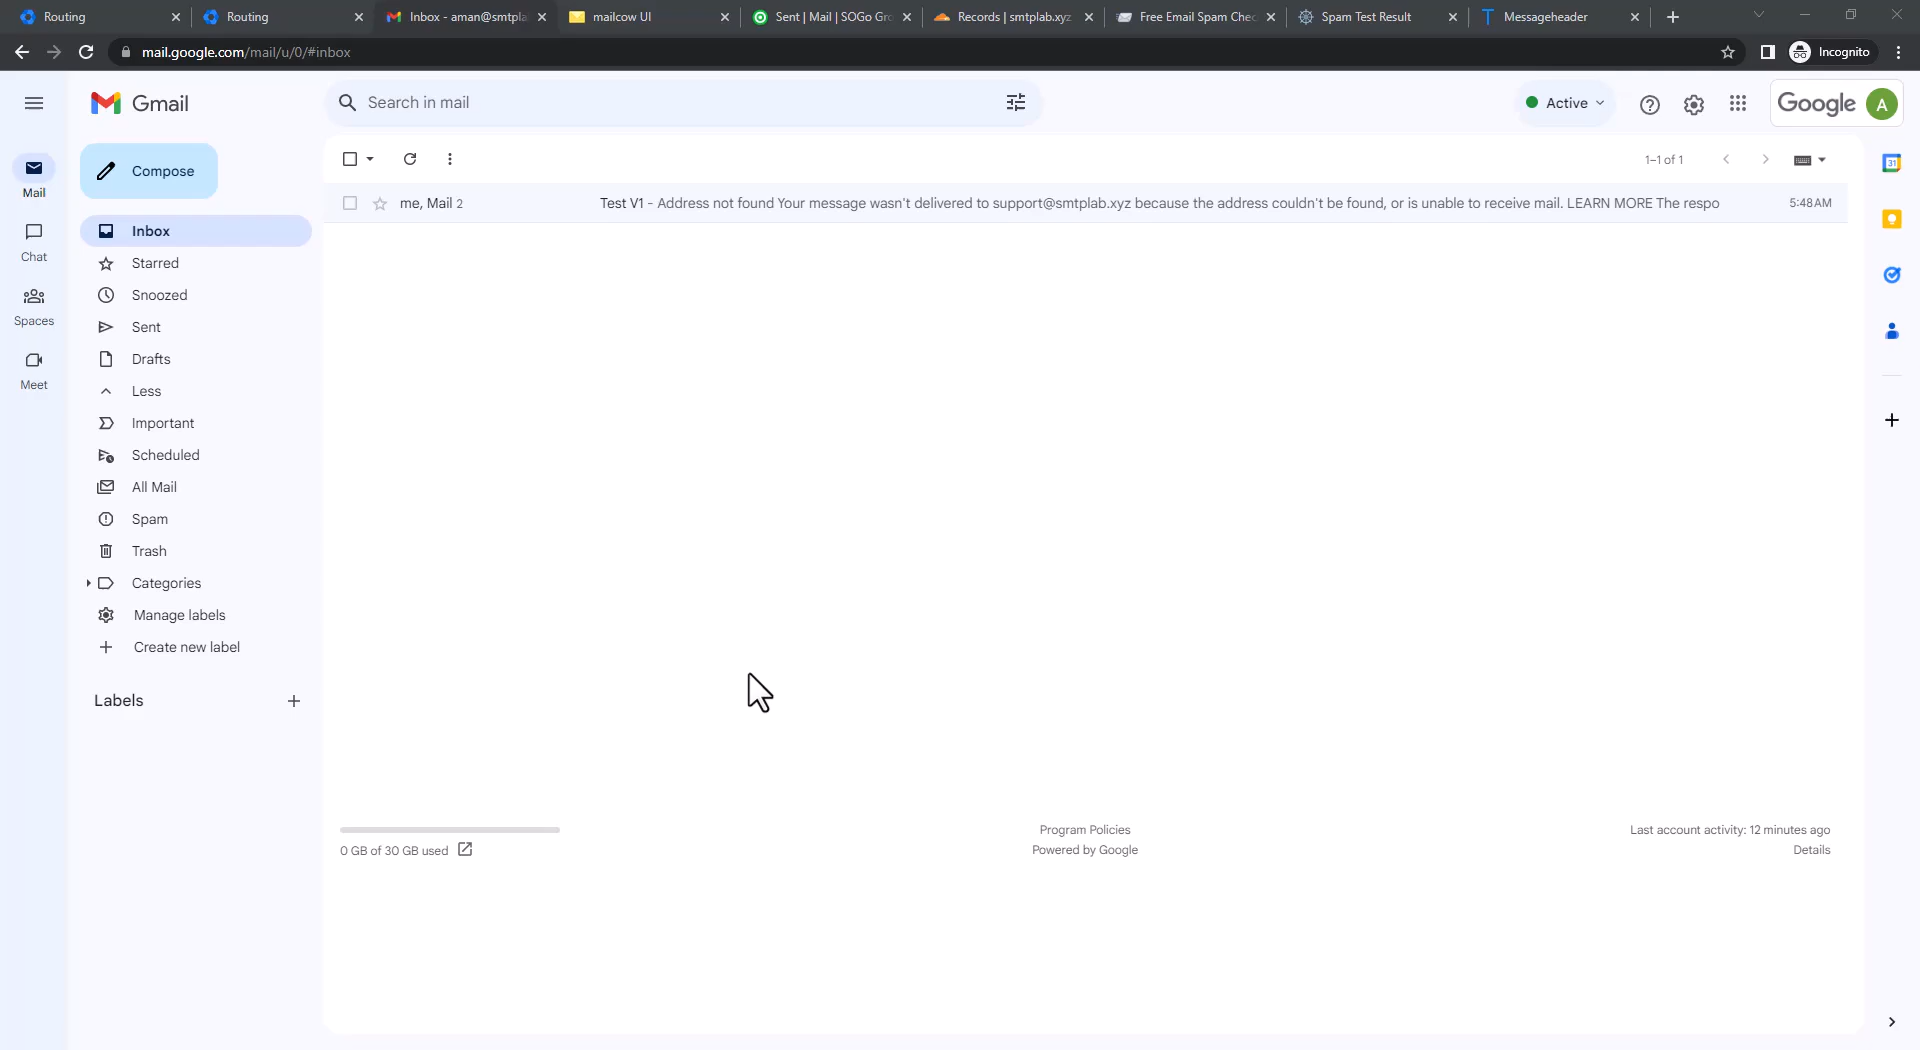 Routing
Routing
Inbox - aman@smtpla
mailcow UI
Sent | Mail | SOGo Gro
Records | smtplab.xyz
Free Email Spam Chec
Spam Test Result
Messageheader
mail.google.com/mail/u/0/#inbox
Incognito
Gmail
Search in mail
Active
Google
A
Compose
1–1 of 1
Mail
me, Mail 2
Test V1 - Address not found Your message wasn't delivered to support@smtplab.xyz because the address couldn't be found, or is unable to receive mail. LEARN MORE The respo
5:48 AM
31
Inbox
Chat
Starred
Snoozed
Spaces
Sent
Drafts
Meet
Less
Important
Scheduled
All Mail
Spam
Trash
Categories
Manage labels
Create new label
Labels
0 GB of 30 GB used
Program Policies
Powered by Google
Last account activity: 12 minutes ago
Details